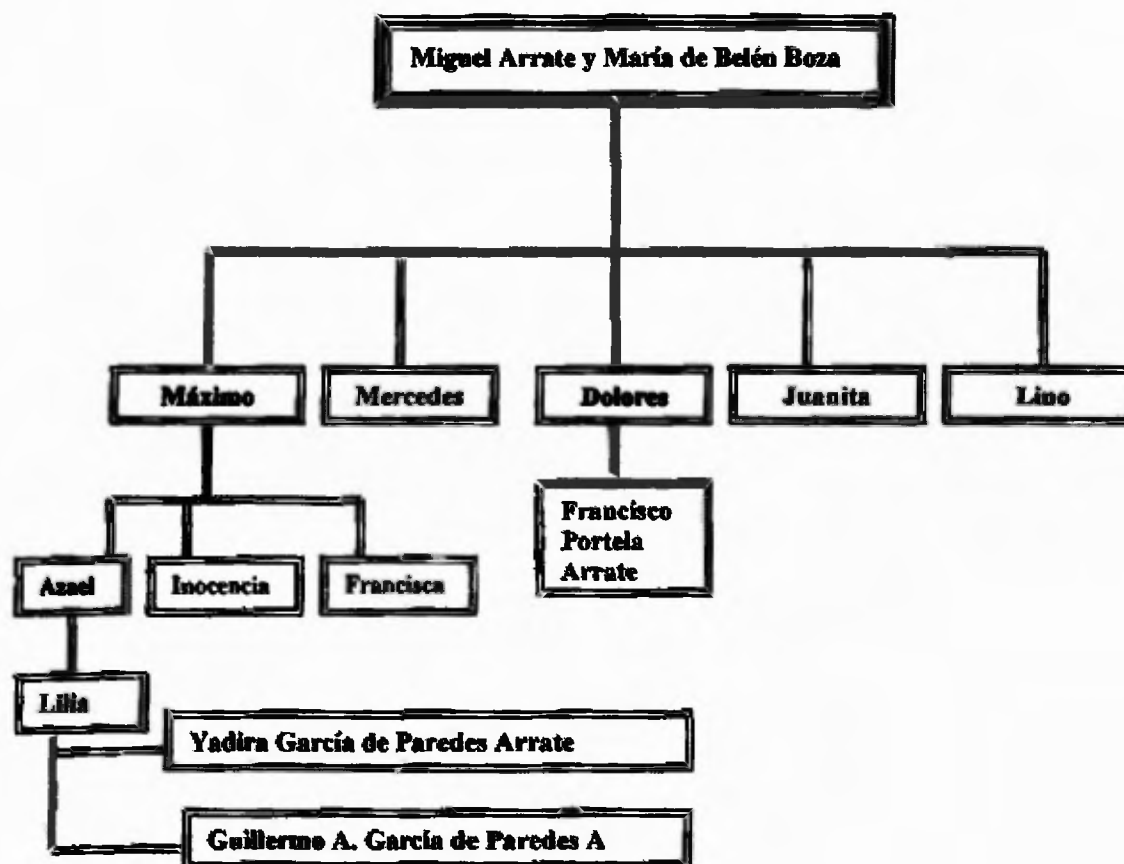 Miguel Arrate y María de Belén Boza
Máximo
Mercedes
Dolores
Juanita
Lino
Francisco
Portela
Arrate
Azael
Inocencia
Francisca
Lilia
Yadira García de Paredes Arrate
Guillermo A. García de Paredes A